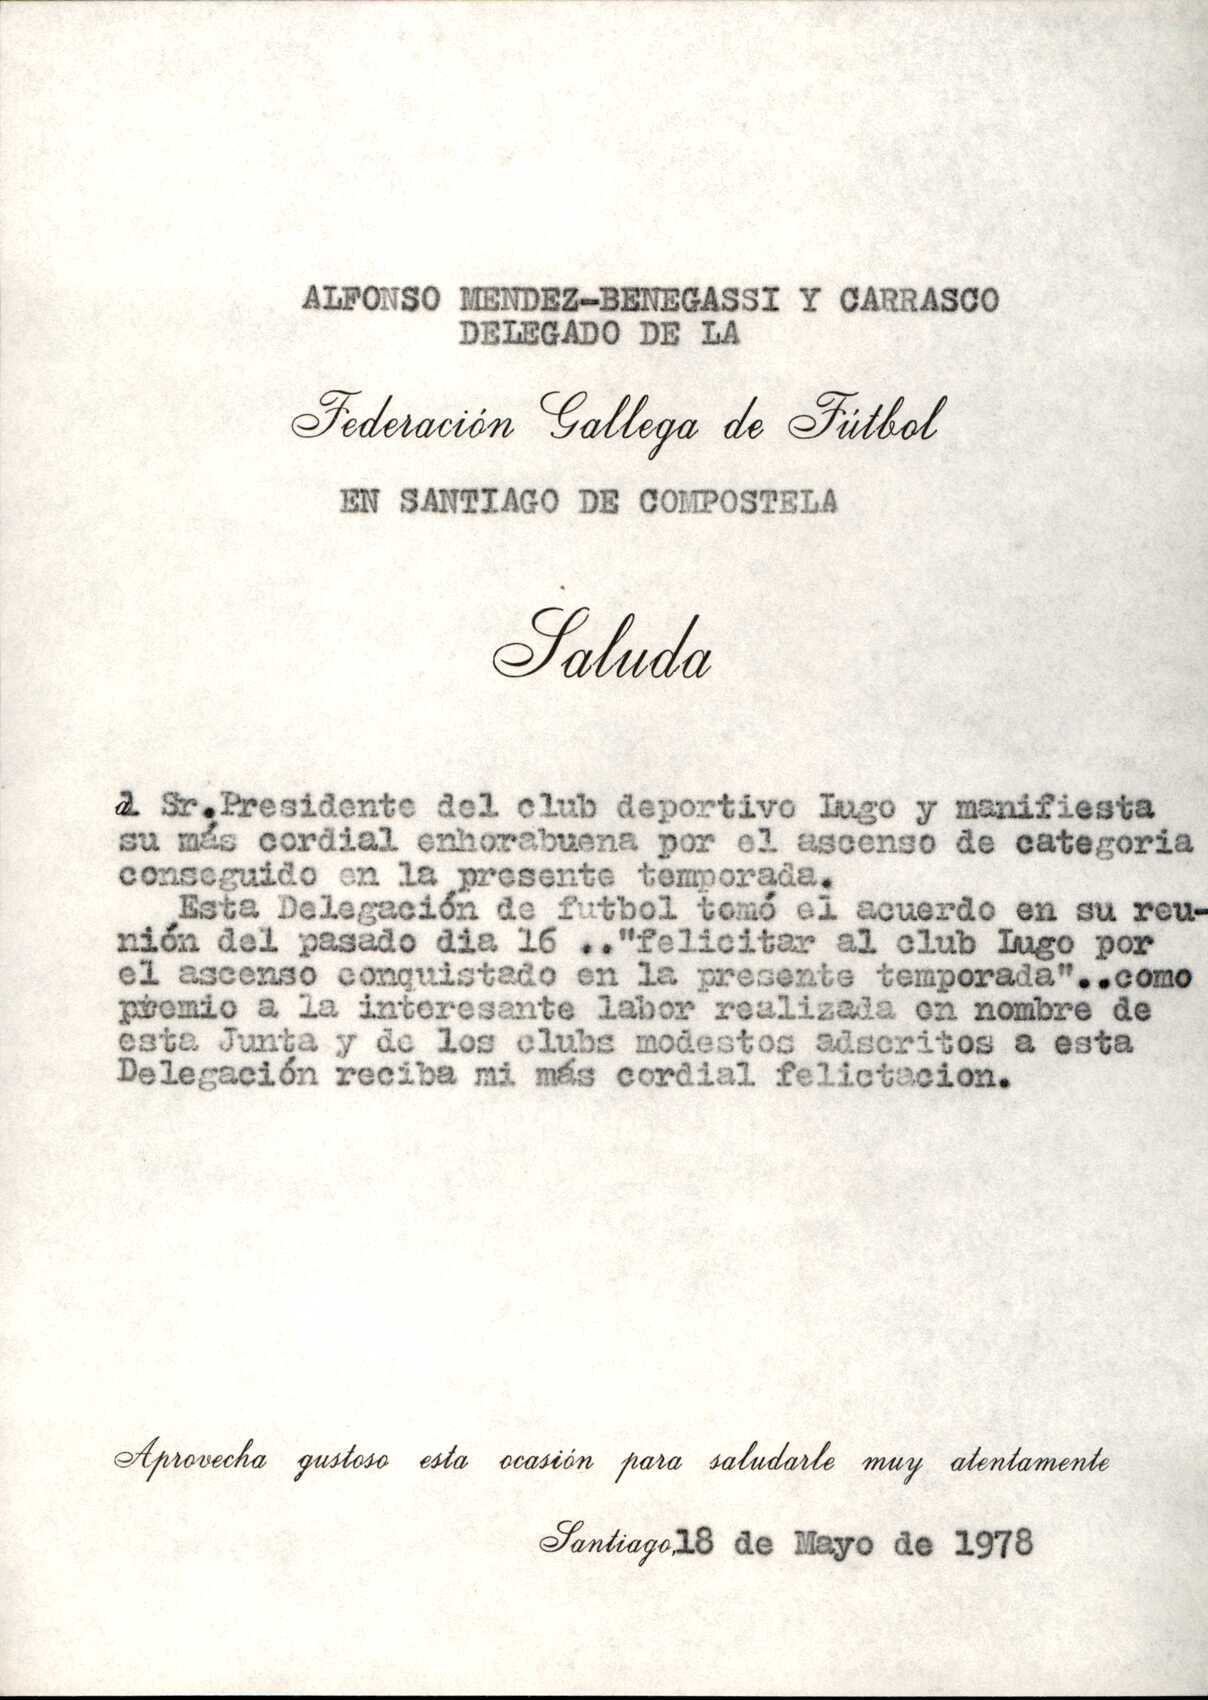 ALFONSO MENDEZ-BENEGASSI Y CARRASCO
DELEGADO DE LA
Federación Gallega de Fútbol
EN SANTIAGO DE COMPOSTELA
Saluda
al Sr.Presidente del club deportivo Lugo y manifiesta
su más cordial enhorabuena por el ascenso de categoria
conseguido en la presente temporada.
Esta Delegación de futbol tomó el acuerdo en su reu-
nión del pasado dia 16 .."felicitar al club Lugo por
el ascenso conquistado en la presente temporada"..como
premio a la interesante labor realizada en nombre de
esta Junta y de los clubs modestos adscritos a esta
Delegación reciba mi más cordial felictacion.
Aprovecha gustoso esta ocasión para saludarle muy atentamente
Santiago,18 de Mayo de 1978